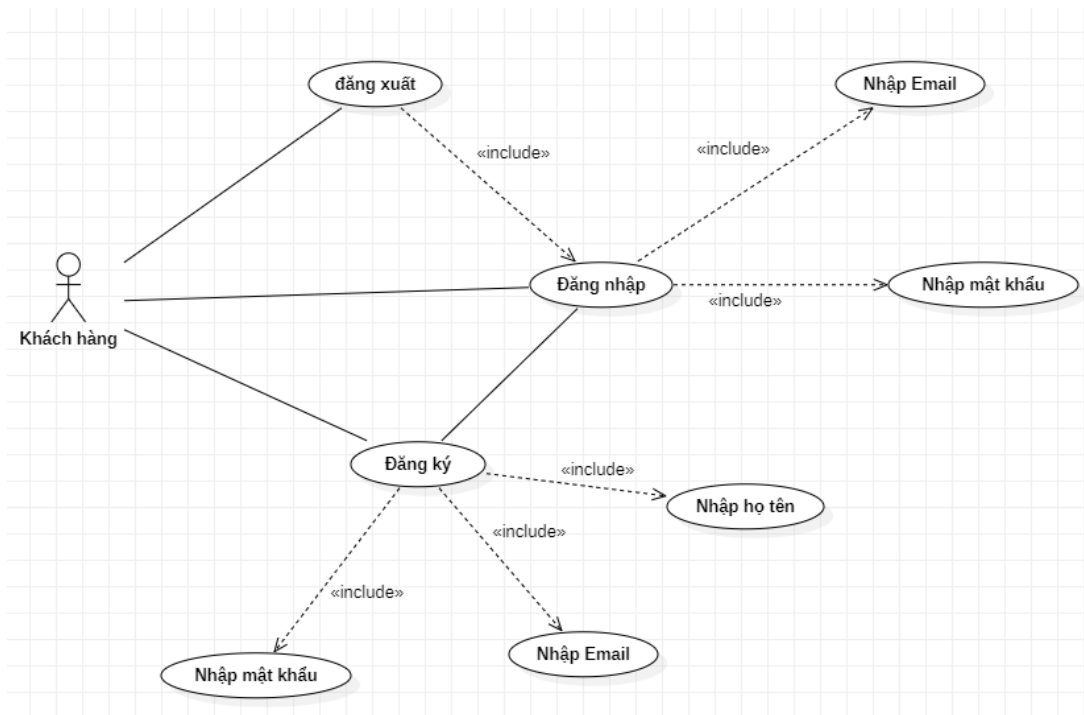 đăng xuất
Nhập Email
«include»
«include»
Đăng nhập
Nhập mật khẩu
«include»
Khách hàng
Đăng ký
«include»
Nhập họ tên
«include»
«include»
Nhập Email
Nhập mật khẩu